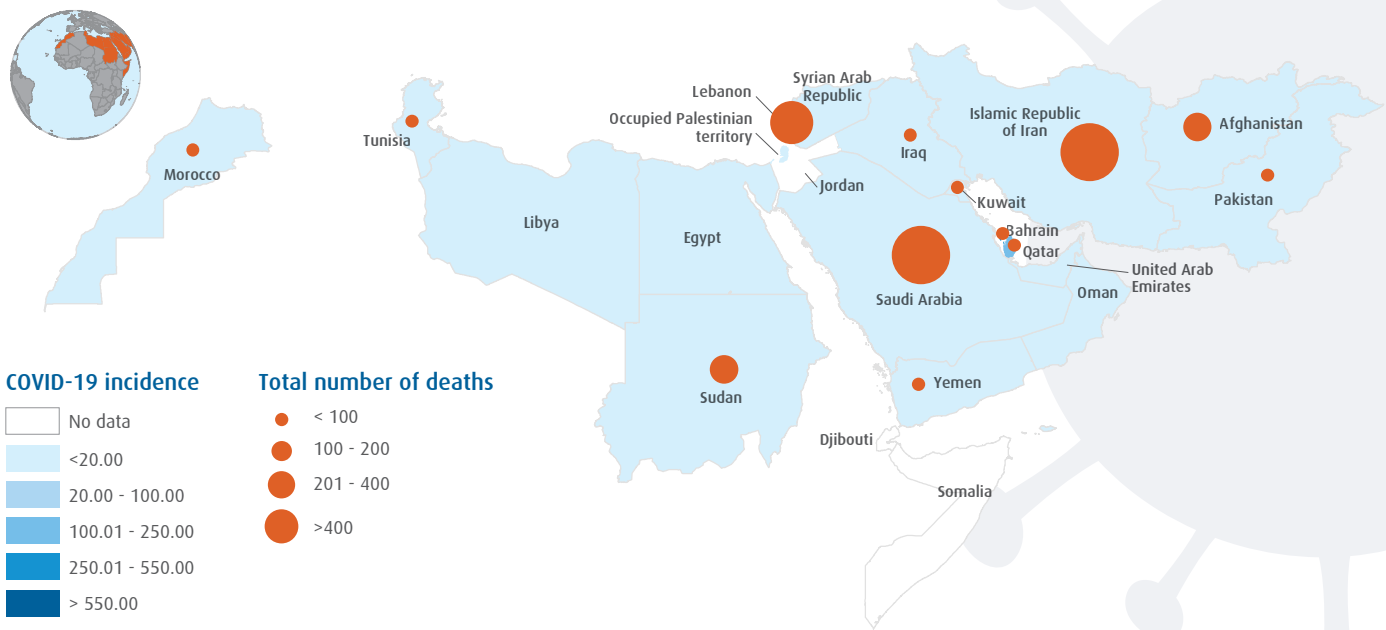 Lebanon
Syrian Arab
Republic
Occupied Palestinian
territory
Islamic Republic
of Iran
Afghanistan
Tunisia
Iraq
Morocco
Jordan
Kuwait
Pakistan
Libya
Egypt
Bahrain
Qatar
Saudi Arabia
United Arab
Emirates
Oman
Sudan
Yemen
Djibouti
Somalia
COVID-19 incidence
No data
<20.00
20.00 - 100.00
100.01 - 250.00
250.01 - 550.00
> 550.00
Total number of deaths
< 100
100 - 200
201 - 400
>400